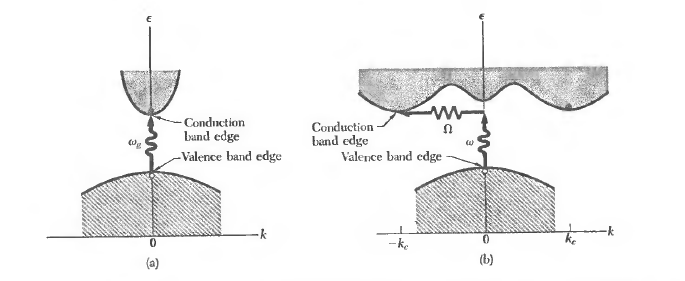 ϵ
Conduction
band edge
ω_g
Valence band edge
0
k
(a)
ϵ
Conduction
band edge
Ω
ω
Valence band edge
-k_c
0
k_c
k
(b)